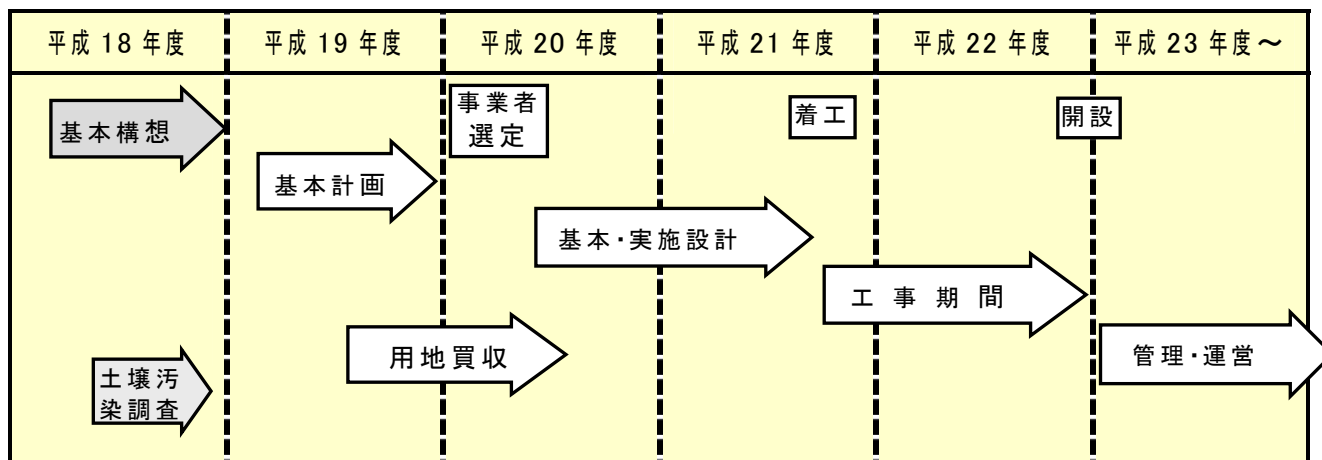 平成18年度
平成19年度
平成20年度
平成21年度
平成22年度
平成23年度～
基本構想
事業者
選定
着工
開設
基本計画
基本・実施設計
工事期間
用地買収
管理・運営
土壌汚
染調査